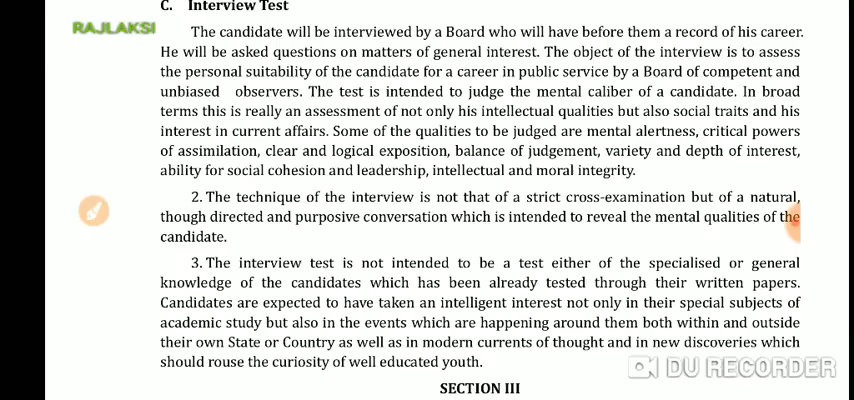 C. Interview Test
RAJLAKSI
The candidate will be interviewed by a Board who will have before them a record of his career.
He will be asked questions on matters of general interest. The object of the interview is to assess
the personal suitability of the candidate for a career in public service by a Board of competent and
unbiased observers. The test is intended to judge the mental caliber of a candidate. In broad
terms this is really an assessment of not only his intellectual qualities but also social traits and his
interest in current affairs. Some of the qualities to be judged are mental alertness, critical powers
of assimilation, clear and logical exposition, balance of judgement, variety and depth of interest,
ability for social cohesion and leadership, intellectual and moral integrity.
2. The technique of the interview is not that of a strict cross-examination but of a natural,
though directed and purposive conversation which is intended to reveal the mental qualities of the
candidate.
3. The interview test is not intended to be a test either of the specialised or general
knowledge of the candidates which has been already tested through their written papers.
Candidates are expected to have taken an intelligent interest not only in their special subjects of
academic study but also in the events which are happening around them both within and outside
their own State or Country as well as in modern currents of thought and in new discoveries which
should rouse the curiosity of well educated youth.
DU RECORDER
SECTION III